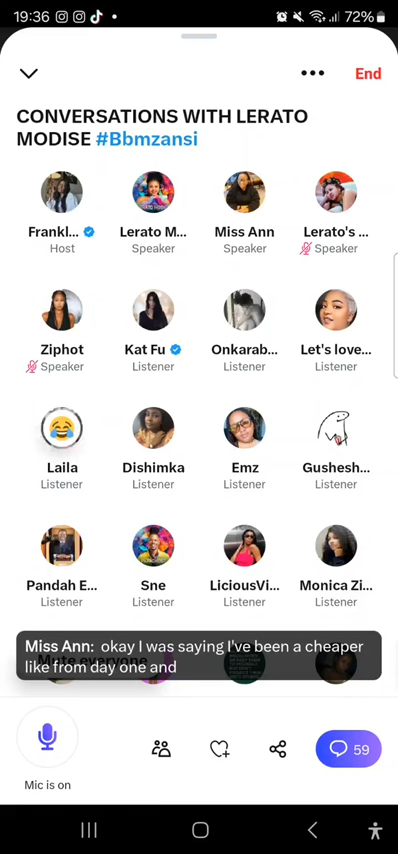 19:36
72%
End
CONVERSATIONS WITH LERATO
MODISE #Bbmzansi
Frankl... Lerato M... Miss Ann Lerato's ...
Host Speaker Speaker Speaker
Ziphot Kat Fu Onkarab... Let's love...
Speaker Listener Listener Listener
Laila Dishimka Emz Gushesh...
Listener Listener Listener Listener
Pandah E... Sne LiciousVi... Monica Zi...
Listener Listener Listener Listener
Mute everyone
Miss Ann: okay I was saying I've been a cheaper
like from day one and
59
Mic is on